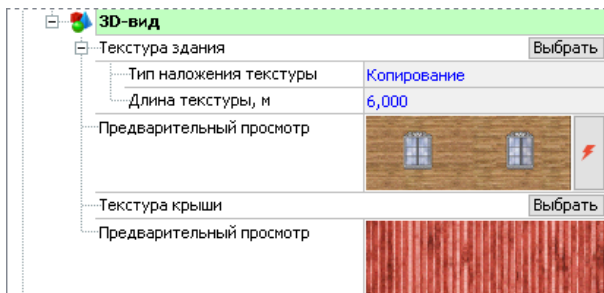 3D-вид
Текстура здания Выбрать
Тип наложения текстуры Копирование
Длина текстуры, м 6,000
Предварительный просмотр
Текстура крыши Выбрать
Предварительный просмотр